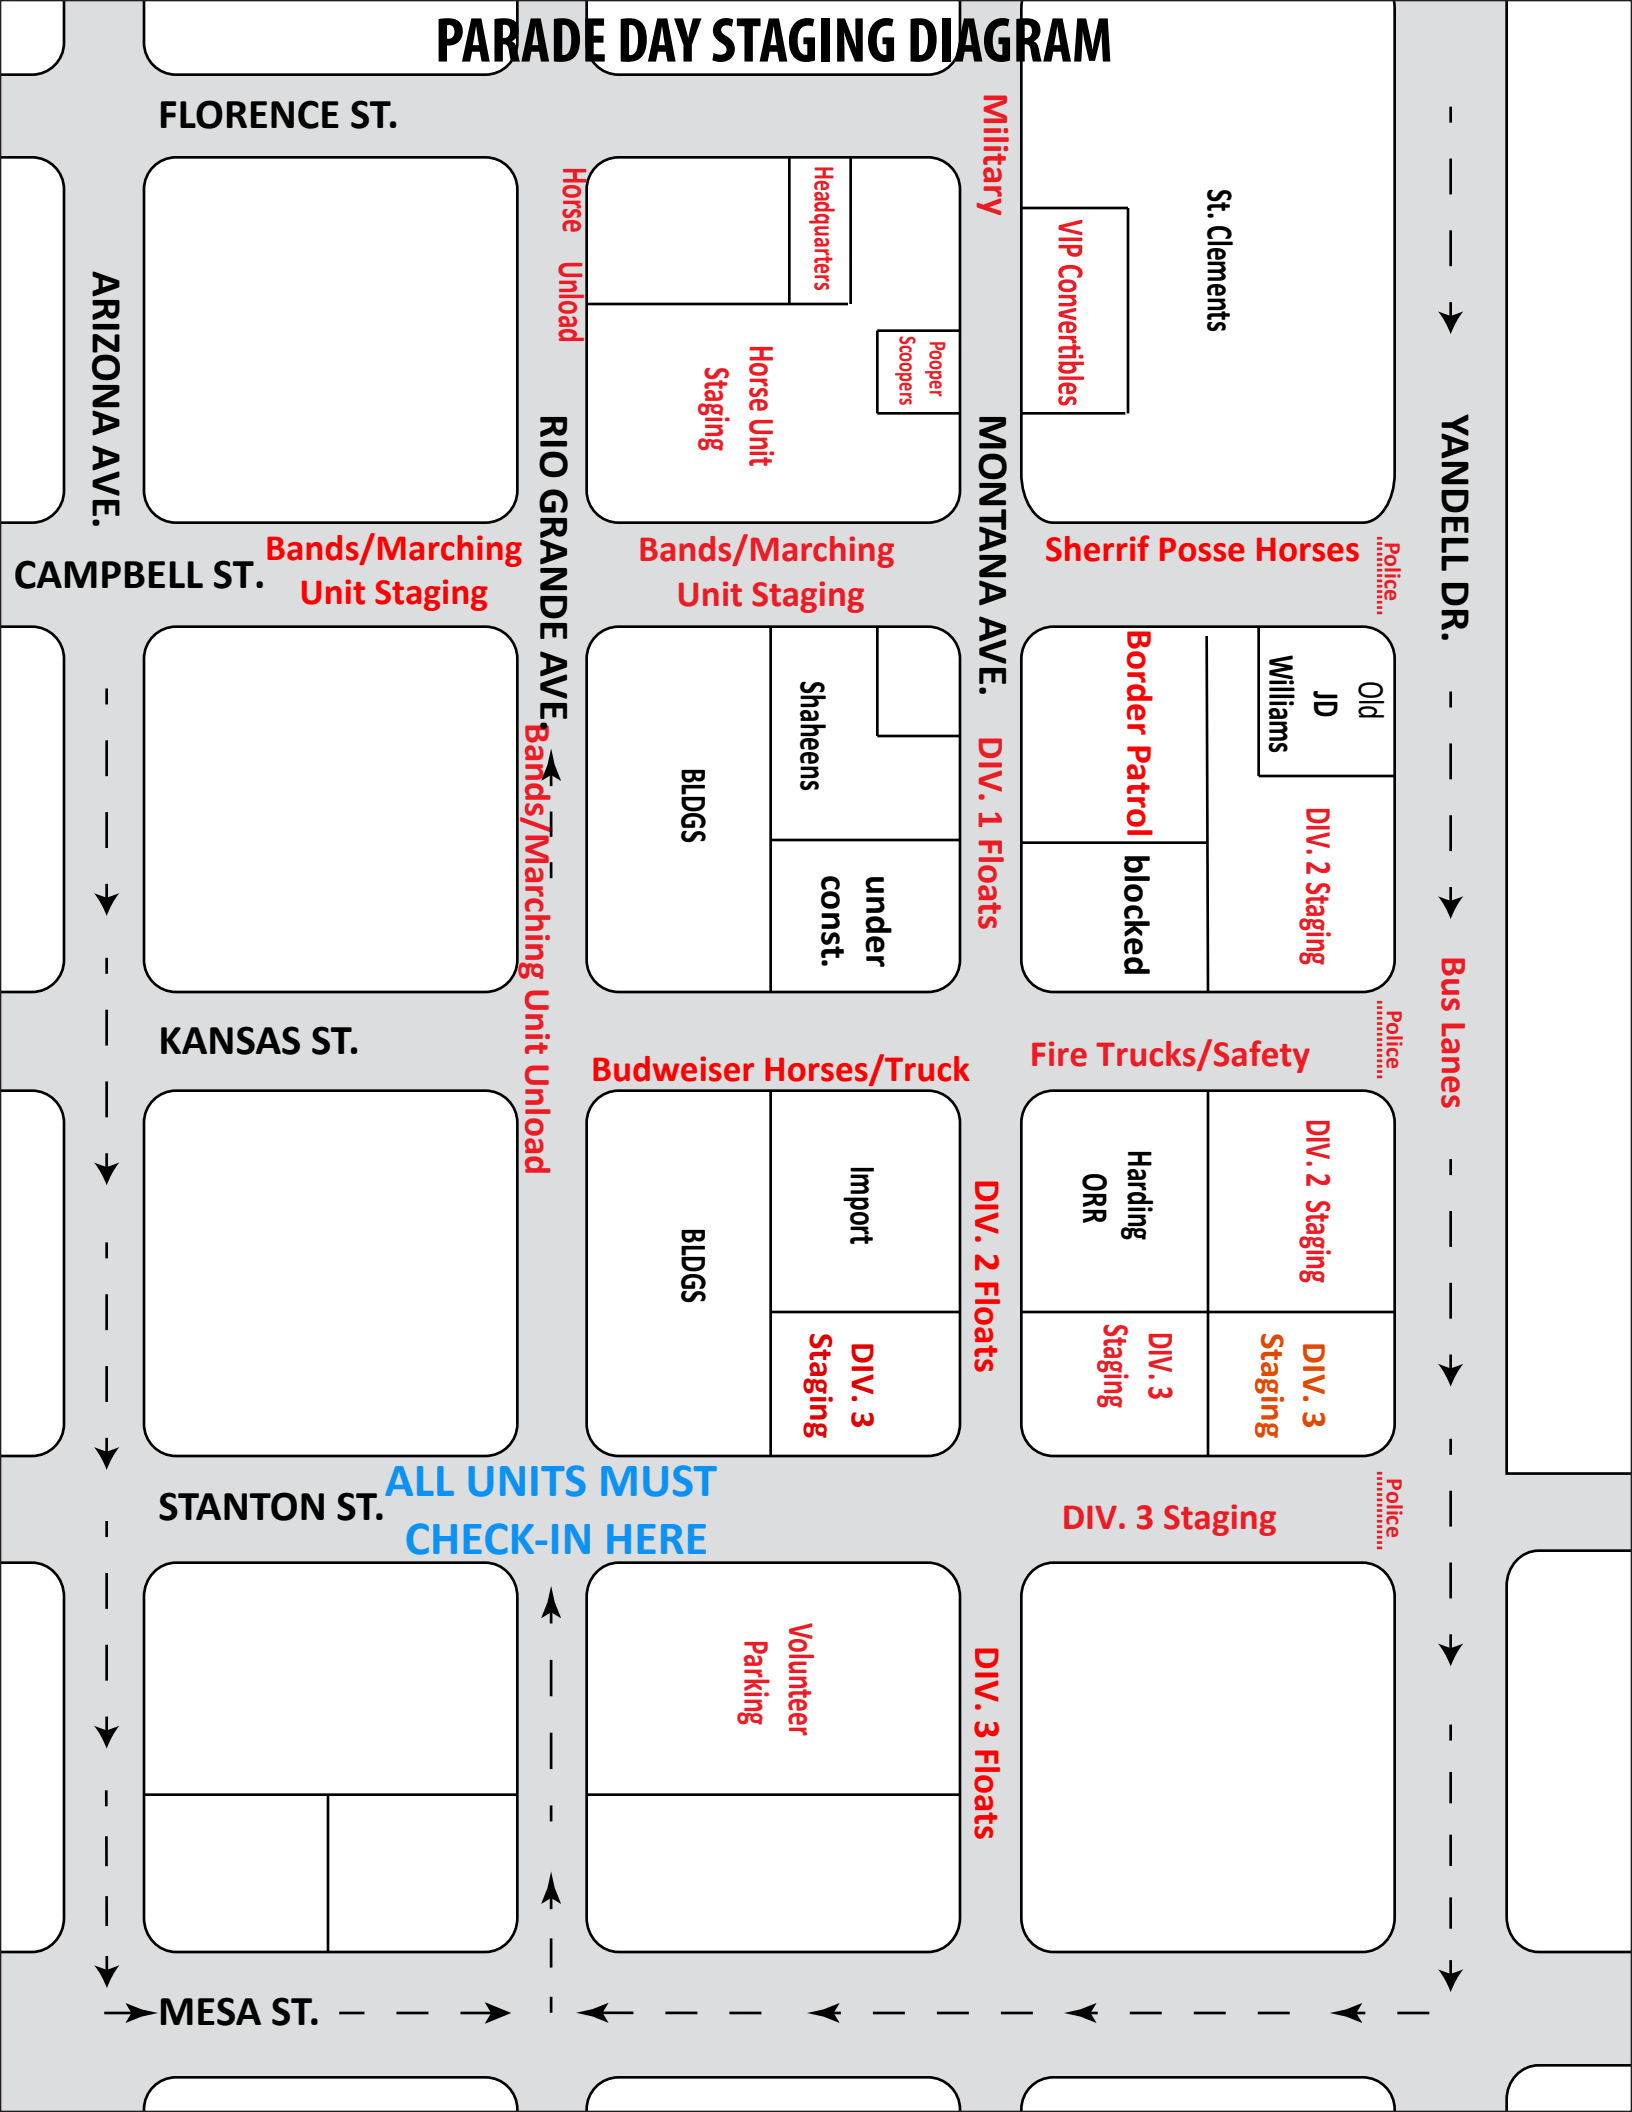 PARADE DAY STAGING DIAGRAM
FLORENCE ST.
Military
Horse Unload
Headquarters
VIP Convertibles
St. Clements
Pooper
Scoopers
Horse Unit
Staging
ARIZONA AVE.
RIO GRANDE AVE.
MONTANA AVE.
YANDELL DR.
CAMPBELL ST.
Bands/Marching
Unit Staging
Bands/Marching
Unit Staging
Sherrif Posse Horses
Police
Bands/Marching Unit Unload
BLDGS
Shaheens
under
const.
DIV. 1 Floats
Border Patrol
blocked
Old
JD
Williams
DIV. 2 Staging
Bus Lanes
KANSAS ST.
Budweiser Horses/Truck
Fire Trucks/Safety
Police
BLDGS
Import
DIV. 3
Staging
DIV. 2 Floats
Harding
ORR
DIV. 2 Staging
DIV. 3
Staging
DIV. 3
Staging
STANTON ST.
ALL UNITS MUST
CHECK-IN HERE
DIV. 3 Staging
Police
Volunteer
Parking
DIV. 3 Floats
MESA ST.